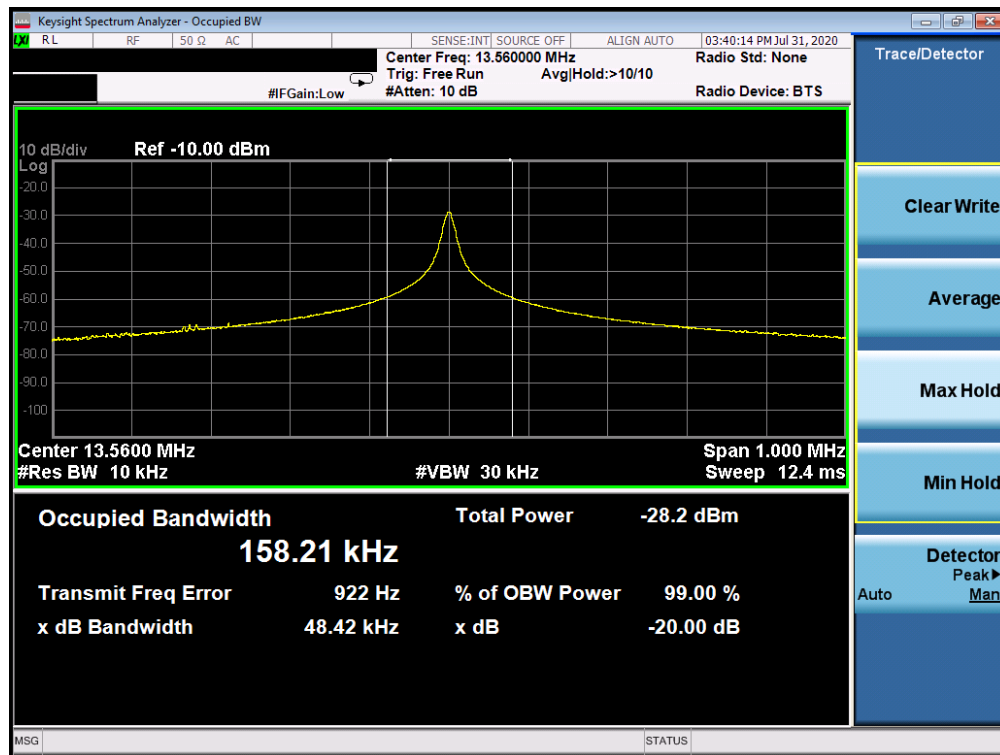 Keysight Spectrum Analyzer - Occupied BW
LXI RL RF 50 Ω AC SENSE:INT SOURCE OFF ALIGN AUTO 03:40:14 PM Jul 31, 2020
Center Freq: 13.560000 MHz Radio Std: None
Trig: Free Run Avg|Hold:>10/10
#IFGain:Low #Atten: 10 dB Radio Device: BTS
10 dB/div Ref -10.00 dBm
Log
-20.0
-30.0
-40.0
-50.0
-60.0
-70.0
-80.0
-90.0
-100
Center 13.5600 MHz Span 1.000 MHz
#Res BW 10 kHz #VBW 30 kHz Sweep 12.4 ms
Occupied Bandwidth Total Power -28.2 dBm
158.21 kHz
Transmit Freq Error 922 Hz % of OBW Power 99.00 %
x dB Bandwidth 48.42 kHz x dB -20.00 dB
MSG STATUS
Trace/Detector
Clear Write
Average
Max Hold
Min Hold
Detector
Peak▶
Auto Man